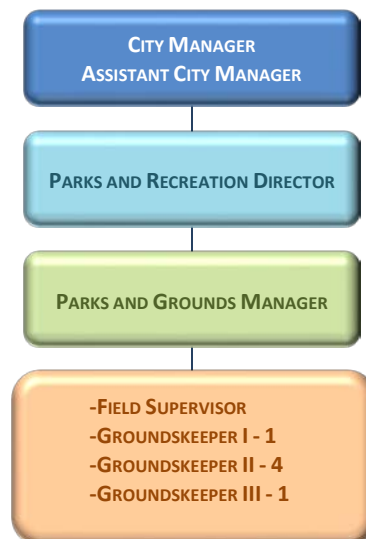 CITY MANAGER
ASSISTANT CITY MANAGER
PARKS AND RECREATION DIRECTOR
PARKS AND GROUNDS MANAGER
-FIELD SUPERVISOR
-GROUNDSKEEPER I - 1
-GROUNDSKEEPER II - 4
-GROUNDSKEEPER III - 1